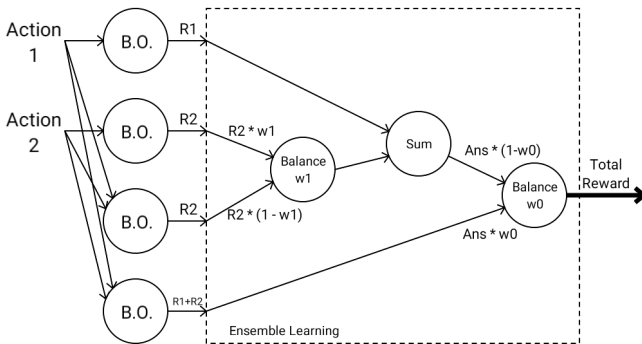 Action
1
B.O.
R1
Action
2
B.O.
R2
R2 * w1
B.O.
R2
R2 * (1 - w1)
Balance
w1
Sum
Ans * (1-w0)
Balance
w0
Total
Reward
Ans * w0
B.O.
R1+R2
Ensemble Learning